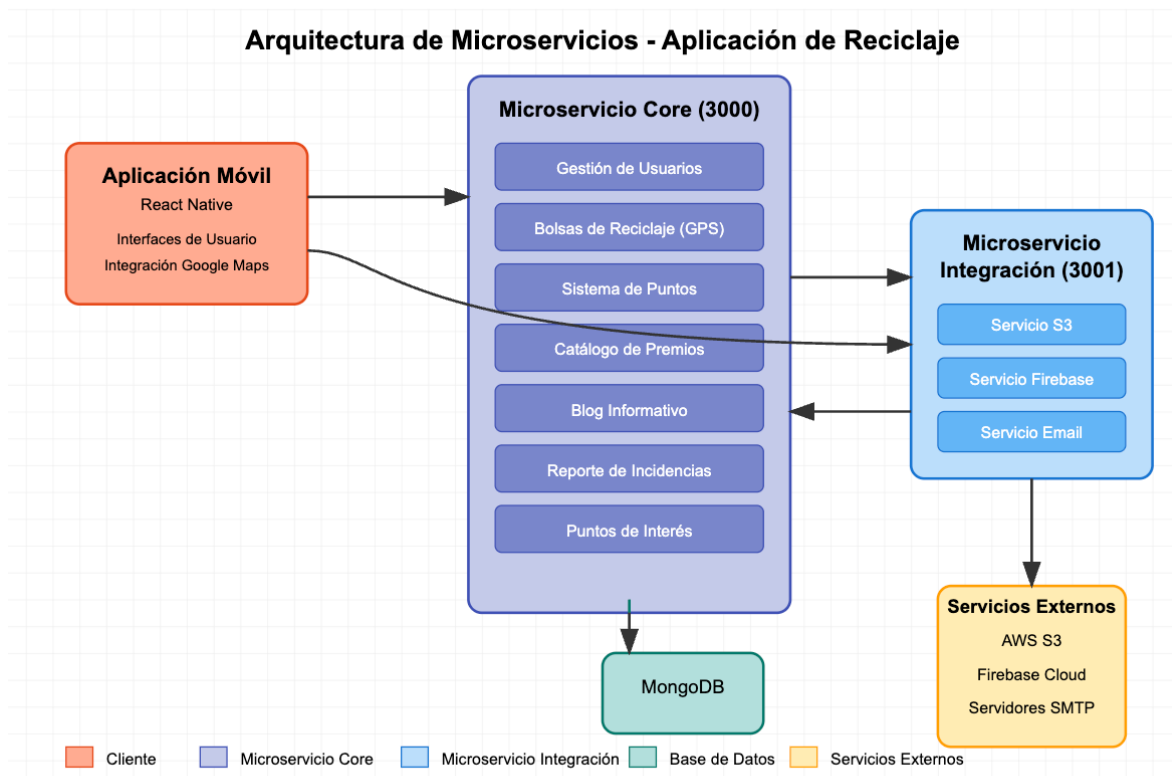 Arquitectura de Microservicios - Aplicación de Reciclaje
Aplicación Móvil
React Native
Interfaces de Usuario
Integración Google Maps
Microservicio Core (3000)
Gestión de Usuarios
Bolsas de Reciclaje (GPS)
Sistema de Puntos
Catálogo de Premios
Blog Informativo
Reporte de Incidencias
Puntos de Interés
Microservicio
Integración (3001)
Servicio S3
Servicio Firebase
Servicio Email
MongoDB
Servicios Externos
AWS S3
Firebase Cloud
Servidores SMTP
Cliente
Microservicio Core
Microservicio Integración
Base de Datos
Servicios Externos